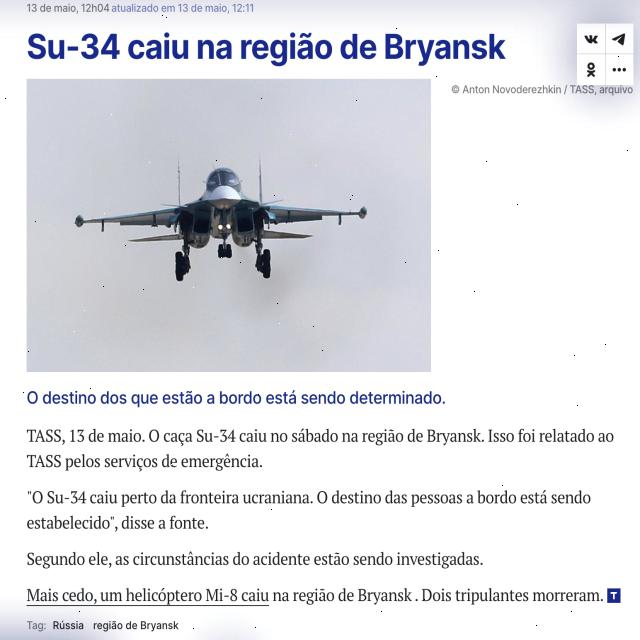 13 de maio, 12h04 atualizado em 13 de maio, 12:11
Su-34 caiu na região de Bryansk
© Anton Novoderezhkin / TASS, arquivo
O destino dos que estão a bordo está sendo determinado.
TASS, 13 de maio. O caça Su-34 caiu no sábado na região de Bryansk. Isso foi relatado ao
TASS pelos serviços de emergência.
"O Su-34 caiu perto da fronteira ucraniana. O destino das pessoas a bordo está sendo
estabelecido", disse a fonte.
Segundo ele, as circunstâncias do acidente estão sendo investigadas.
Mais cedo, um helicóptero Mi-8 caiu na região de Bryansk . Dois tripulantes morreram. T
Tag: Rússia região de Bryansk